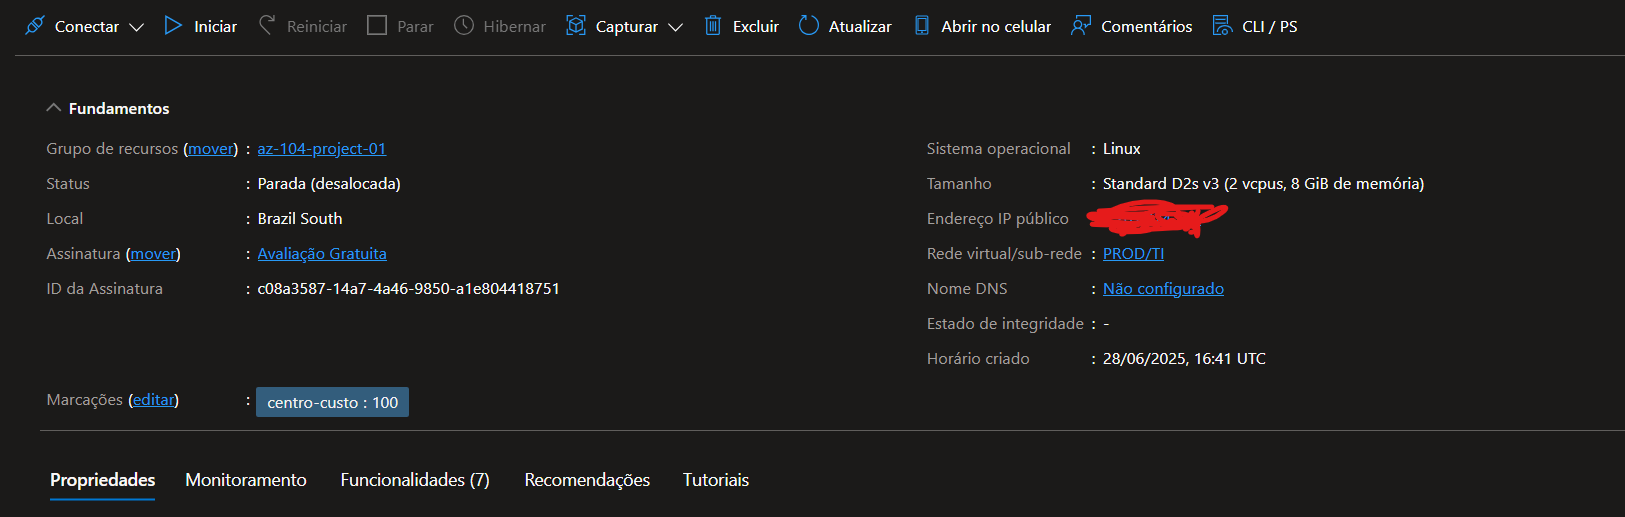 Conectar Iniciar Reiniciar Parar Hibernar Capturar Excluir Atualizar Abrir no celular Comentários CLI / PS
Fundamentos
Grupo de recursos (mover) : az-104-project-01
Status : Parada (desalocada)
Local : Brazil South
Assinatura (mover) : Avaliação Gratuita
ID da Assinatura : c08a3587-14a7-4a46-9850-a1e804418751
Sistema operacional : Linux
Tamanho : Standard D2s v3 (2 vcpus, 8 GiB de memória)
Endereço IP público
Rede virtual/sub-rede : PROD/TI
Nome DNS : Não configurado
Estado de integridade : -
Horário criado : 28/06/2025, 16:41 UTC
Marcações (editar) : centro-custo : 100
Propriedades Monitoramento Funcionalidades (7) Recomendações Tutoriais